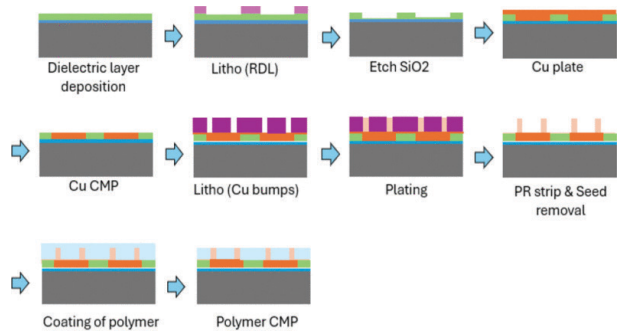 Dielectric layer
deposition
Litho (RDL)
Etch SiO2
Cu plate
Cu CMP
Litho (Cu bumps)
Plating
PR strip & Seed
removal
Coating of polymer
Polymer CMP